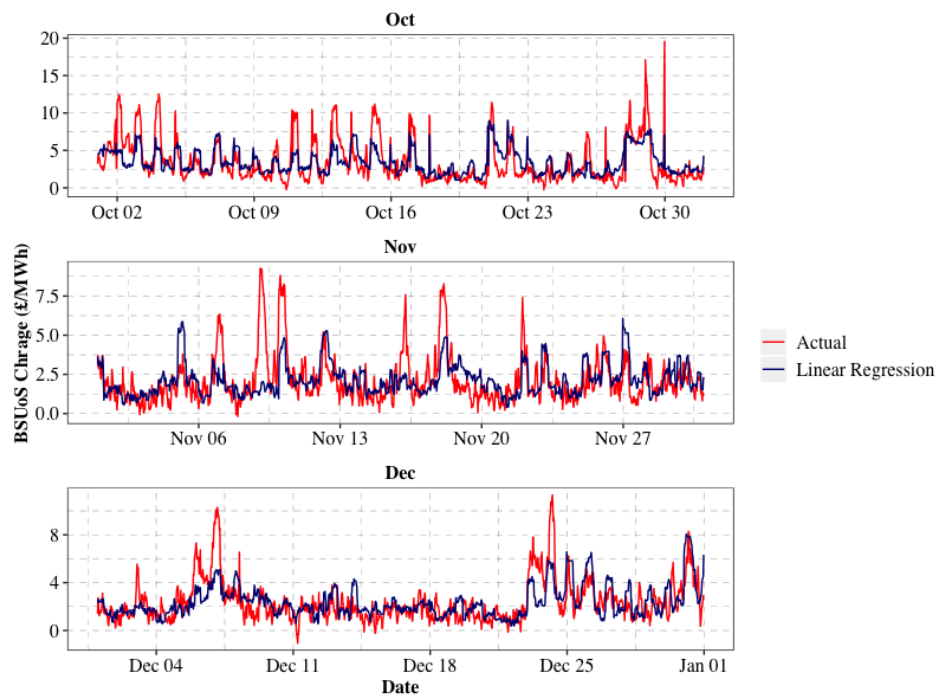 Oct
20
15
10
5
0
Oct 02 Oct 09 Oct 16 Oct 23 Oct 30
Nov
7.5
5.0
2.5
0.0
Nov 06 Nov 13 Nov 20 Nov 27
Dec
8
4
0
Dec 04 Dec 11 Dec 18 Dec 25 Jan 01
Date
BSUoS Chrage (£/MWh)
Actual
Linear Regression